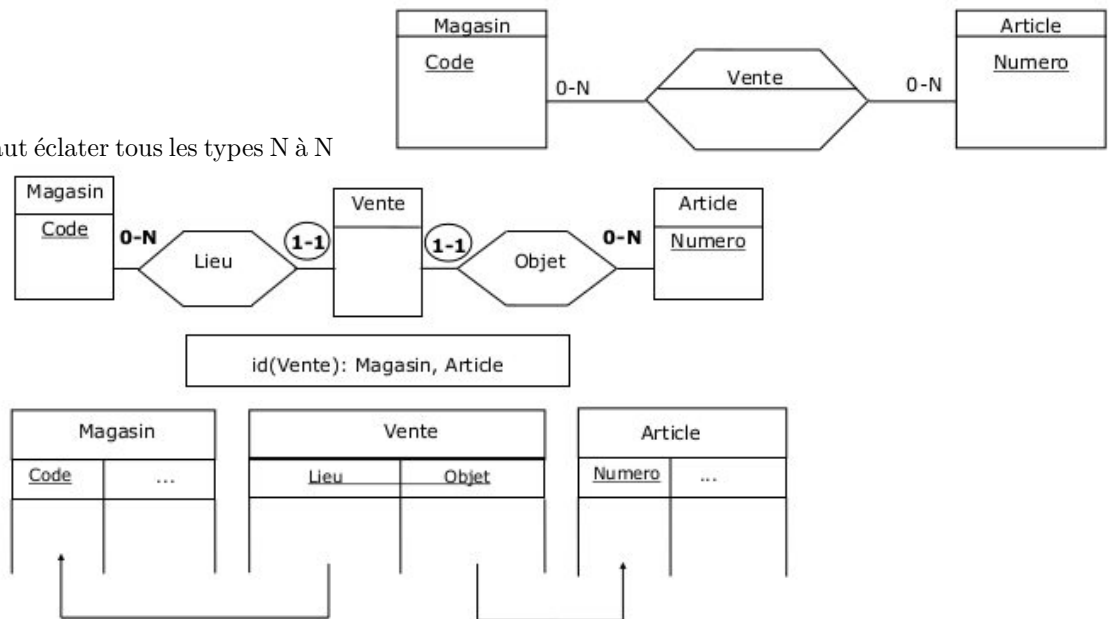 Magasin Article
Code Vente Numero
0-N 0-N
aut éclater tous les types N à N
Magasin Vente Article
Code 0-N Lieu 1-1 1-1 Objet 0-N Numero
id(Vente): Magasin, Article
Magasin Vente Article
Code ... Lieu Objet Numero ...